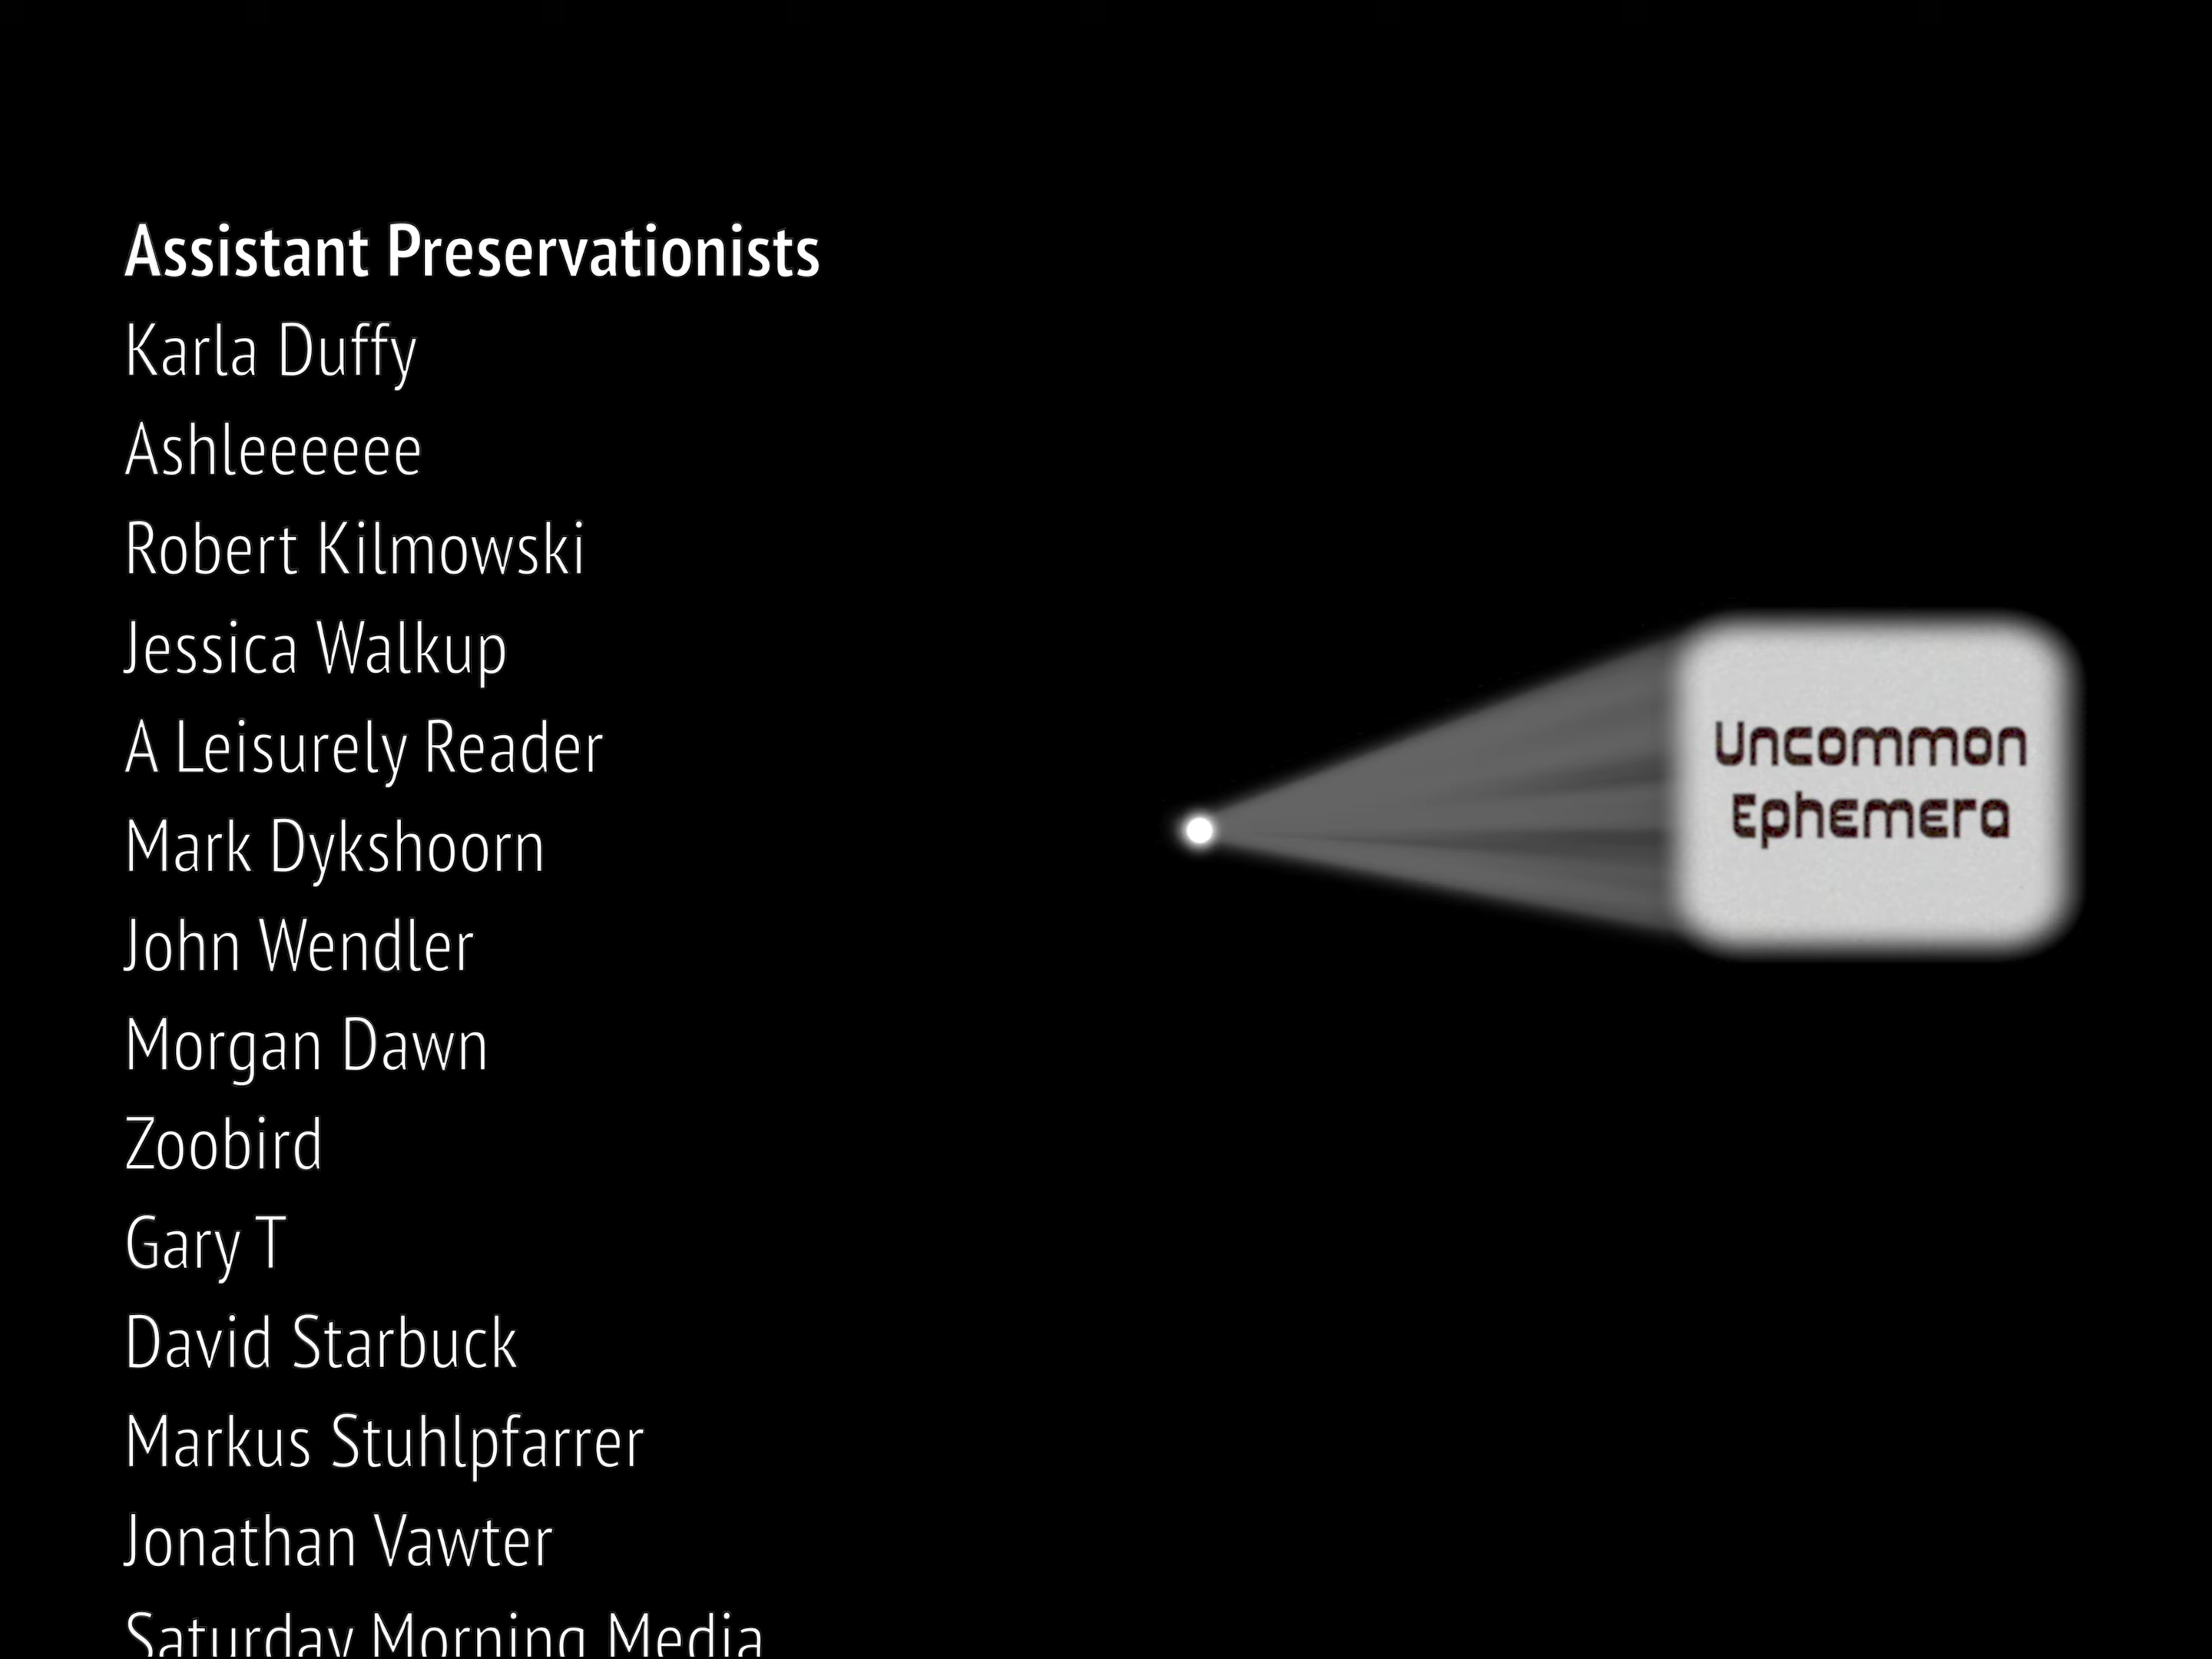 Assistant Preservationists
Karla Duffy
Ashleeeeee
Robert Kilmowski
Jessica Walkup
A Leisurely Reader
Mark Dykshoorn
John Wendler
Morgan Dawn
Zoobird
Gary T
David Starbuck
Markus Stuhlpfarrer
Jonathan Vawter
Saturday Morning Media
Uncommon
Ephemera